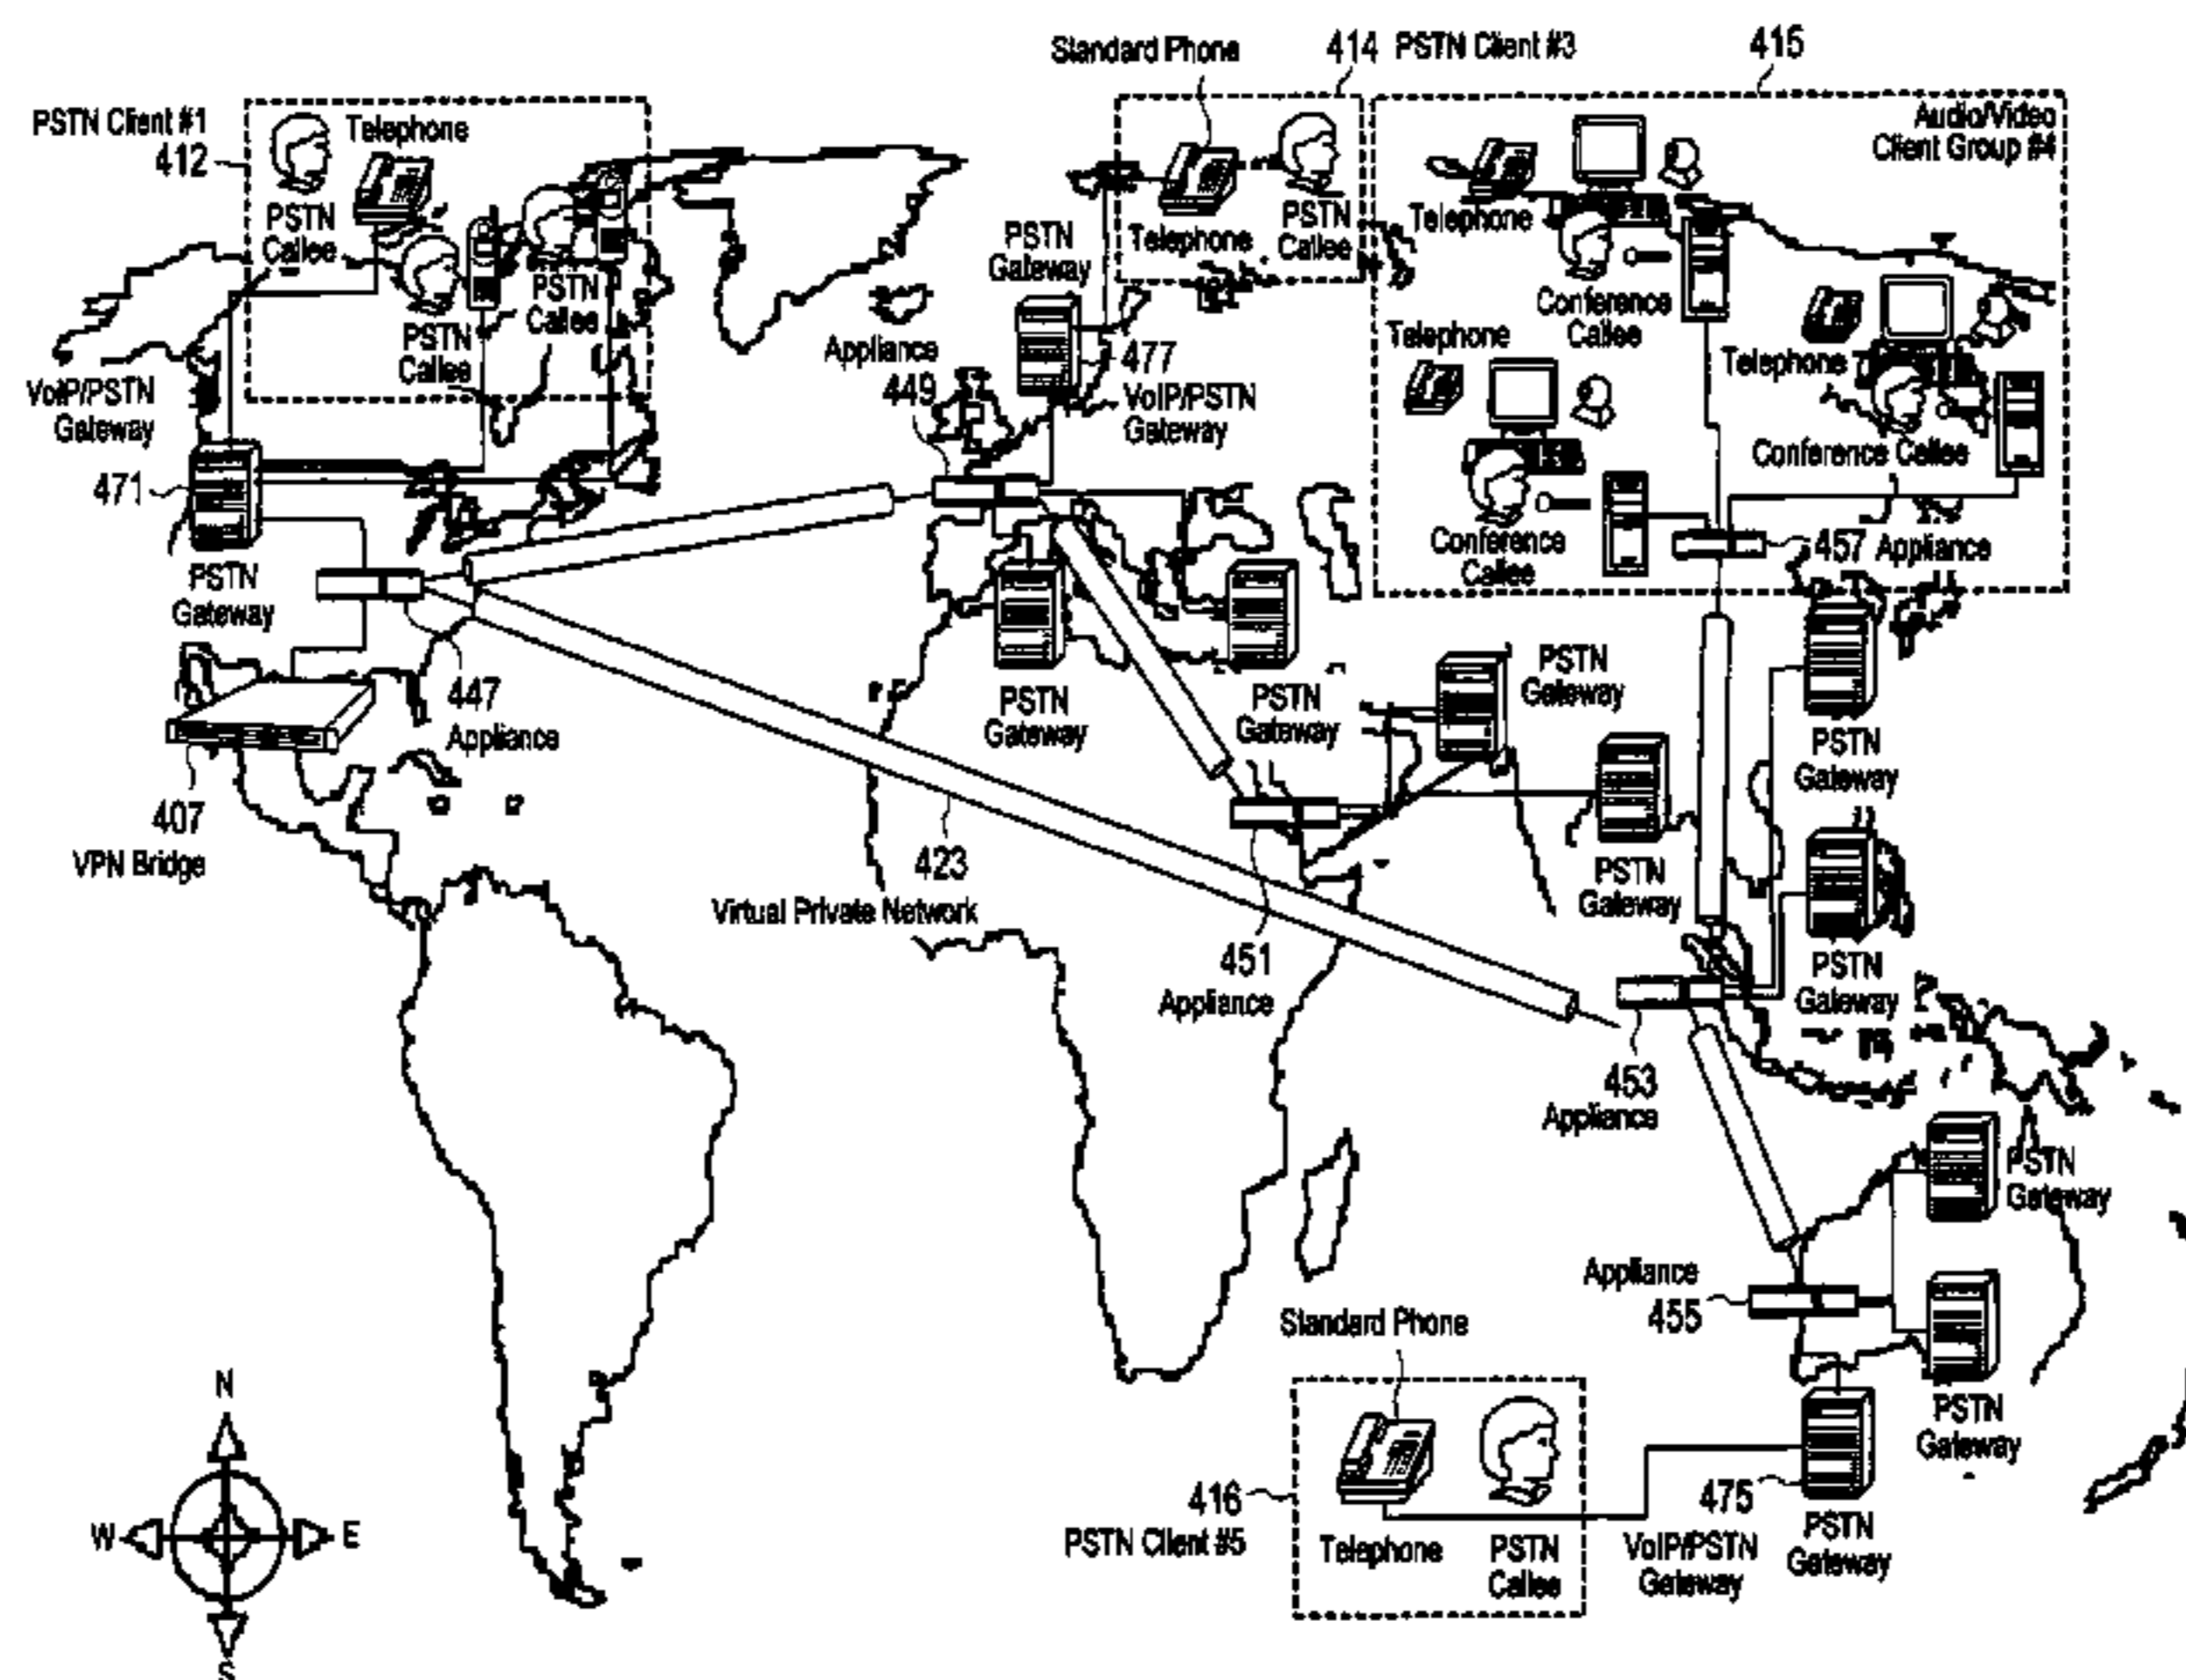 Standard Phone
414 PSTN Client #3
415
PSTN Client #1
412
Telephone
PSTN
Callee
PSTN
Callee
PSTN
Callee
Audio/Video
Client Group #4
Telephone
PSTN
Callee
PSTN
Gateway
Telephone
Conference
Callee
Telephone
Telephone
Conference Callee
Conference
Callee
457 Appliance
Appliance
449
477
VoIP/PSTN
Gateway
VoIP/PSTN
Gateway
471
PSTN
Gateway
447
Appliance
407
VPN Bridge
PSTN
Gateway
PSTN
Gateway
PSTN
Gateway
PSTN
Gateway
PSTN
Gateway
423
Virtual Private Network
451
Appliance
PSTN
Gateway
453
Appliance
PSTN
Gateway
Appliance
455
PSTN
Gateway
Standard Phone
416
PSTN Client #5
Telephone
PSTN
Callee
475
VoIP/PSTN
Gateway
PSTN
Gateway
N
W
E
S